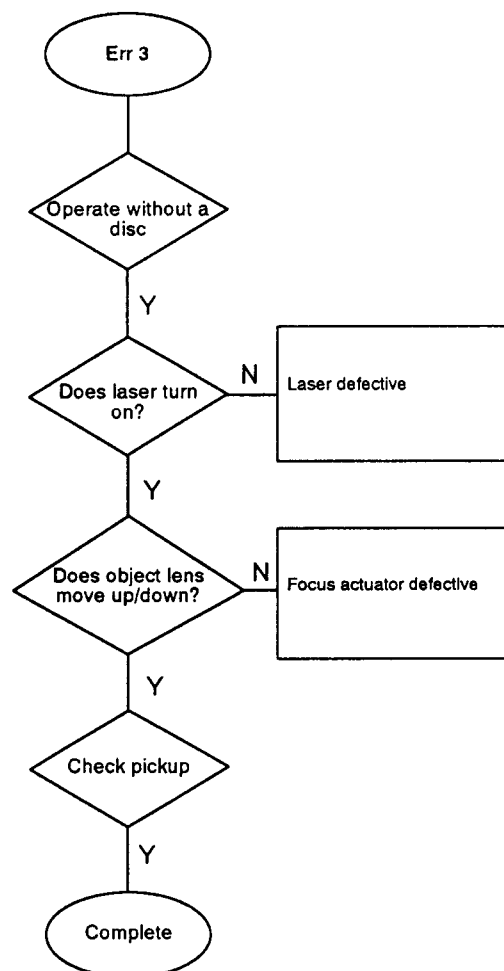 Err 3
Operate without a
disc
Y
Does laser turn
on?
N
Laser defective
Y
Does object lens
move up/down?
N
Focus actuator defective
Y
Check pickup
Y
Complete